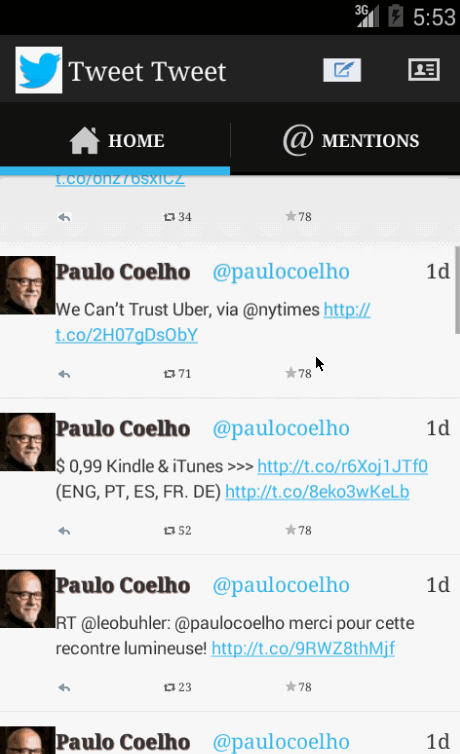 3G 5:53
Tweet Tweet
HOME @ MENTIONS
34 78
Paulo Coelho @paulocoelho 1d
We Can't Trust Uber, via @nytimes http://
t.co/2H07gDsObY
71 78
Paulo Coelho @paulocoelho 1d
$ 0,99 Kindle & iTunes >>> http://t.co/r6Xoj1JTf0
(ENG, PT, ES, FR. DE) http://t.co/8eko3wKeLb
52 78
Paulo Coelho @paulocoelho 1d
RT @leobuhler: @paulocoelho merci pour cette
recontre lumineuse! http://t.co/9RWZ8thMjf
23 78
Paulo Coelho @paulocoelho 1d